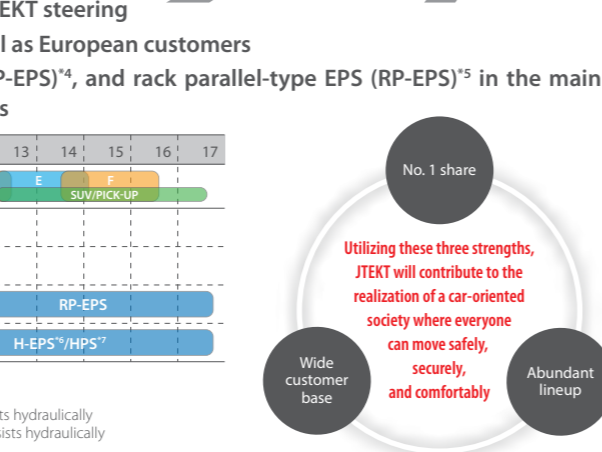 EKT steering
l as European customers
P-EPS)*4, and rack parallel-type EPS (RP-EPS)*5 in the main
s
13 14 15 16 17
E F
SUV/PICK-UP
RP-EPS
H-EPS*6/HPS*7
ts hydraulically
sists hydraulically
No. 1 share
Utilizing these three strengths,
JTEKT will contribute to the
realization of a car-oriented
society where everyone
can move safely,
securely,
and comfortably
Wide
customer
base
Abundant
lineup